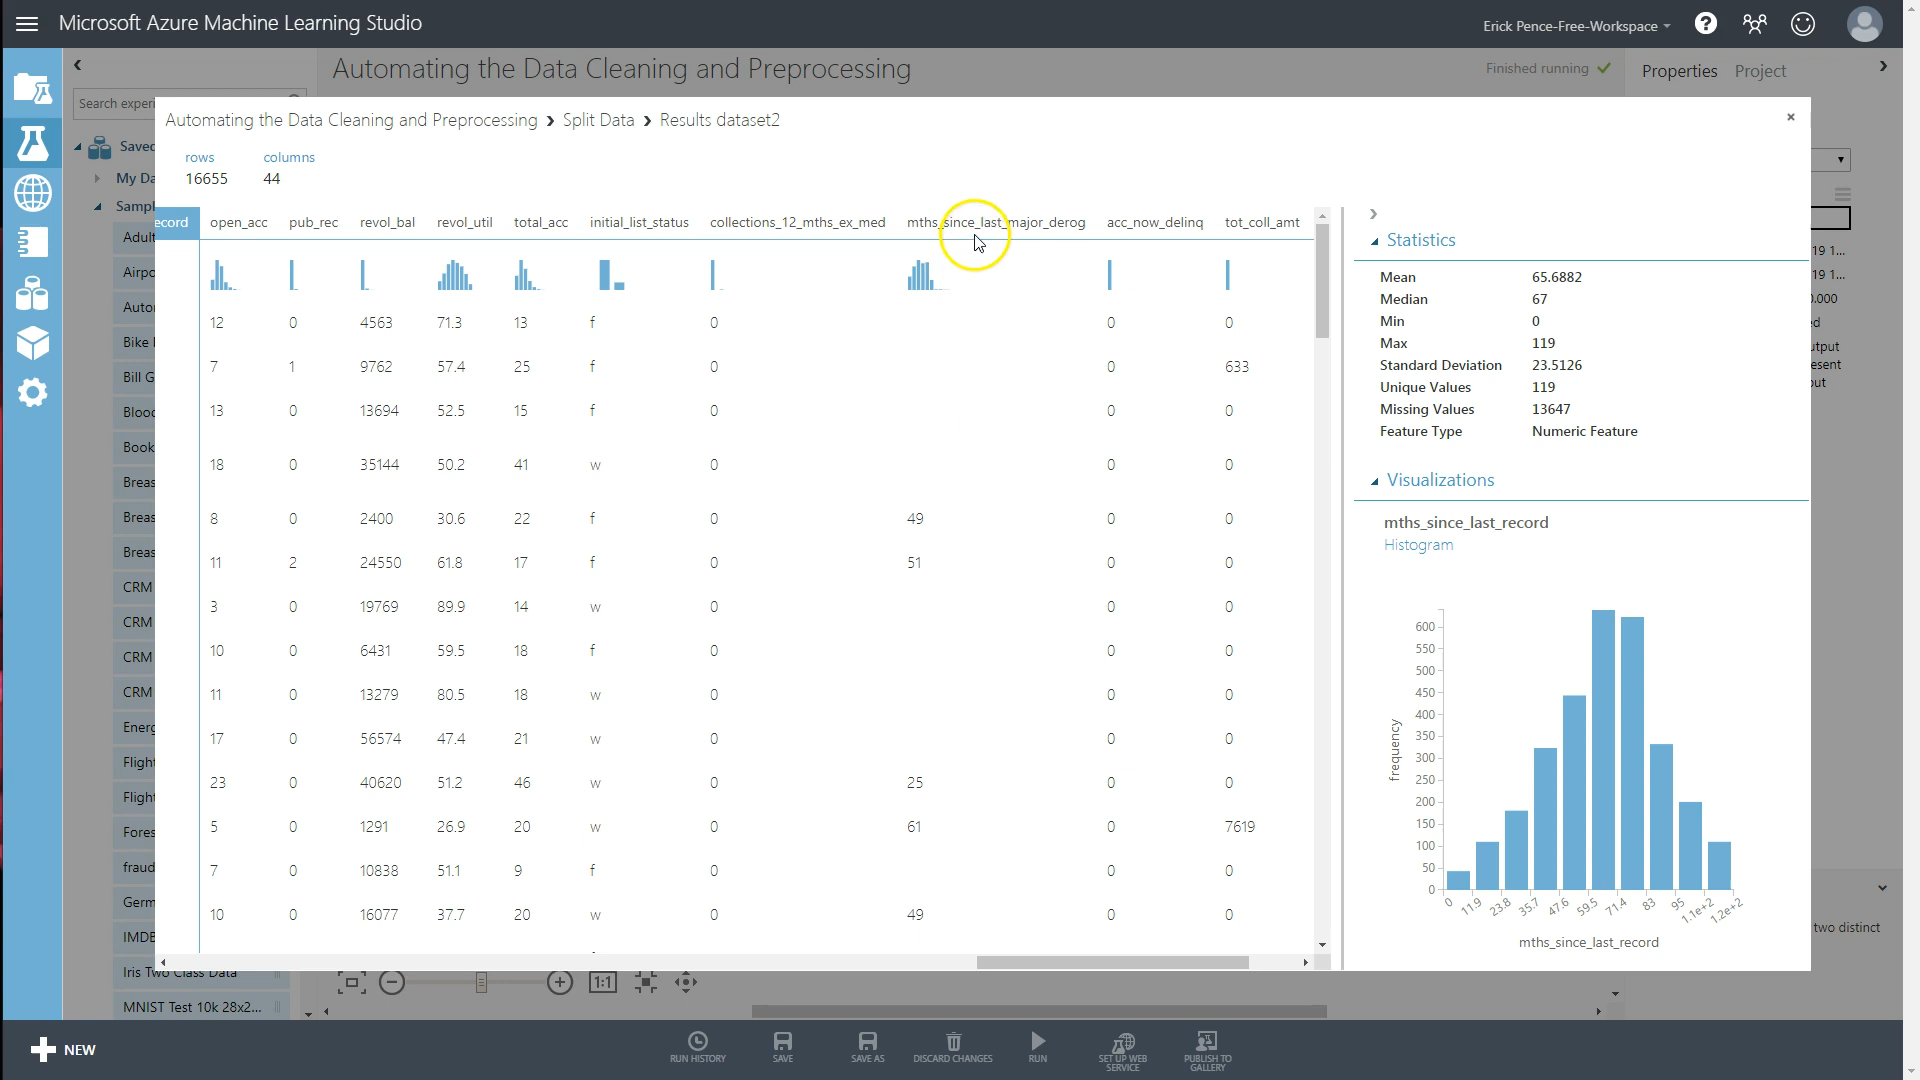 Microsoft Azure Machine Learning Studio
Erick Pence-Free-Workspace
Automating the Data Cleaning and Preprocessing
Finished running
Properties Project
Search experi
Automating the Data Cleaning and Preprocessing > Split Data > Results dataset2
rows columns
16655 44
Saved
My Da
Sampl
Adult
Airpo
Auto
Bike
Bill G
Blood
Book
Breas
Breas
Breas
CRM
CRM
CRM
CRM
Energ
Flight
Flight
Fores
fraud
Germ
IMDB
Iris Two Class Data
MNIST Test 10k 28x2...
ecord open_acc pub_rec revol_bal revol_util total_acc initial_list_status collections_12_mths_ex_med mths_since_last_major_derog acc_now_delinq tot_coll_amt
12 0 4563 71.3 13 f 0 0 0
7 1 9762 57.4 25 f 0 0 633
13 0 13694 52.5 15 f 0 0 0
18 0 35144 50.2 41 w 0 0 0
8 0 2400 30.6 22 f 0 49 0 0
11 2 24550 61.8 17 f 0 51 0 0
3 0 19769 89.9 14 w 0 0 0
10 0 6431 59.5 18 f 0 0 0
11 0 13279 80.5 18 w 0 0 0
17 0 56574 47.4 21 w 0 0 0
23 0 40620 51.2 46 w 0 25 0 0
5 0 1291 26.9 20 w 0 61 0 7619
7 0 10838 51.1 9 f 0 0 0
10 0 16077 37.7 20 w 0 49 0 0
Statistics
Mean 65.6882
Median 67
Min 0
Max 119
Standard Deviation 23.5126
Unique Values 119
Missing Values 13647
Feature Type Numeric Feature
Visualizations
mths_since_last_record
Histogram
600
550
500
450
400
350
300
250
200
150
100
50
0
frequency
0 11.9 23.8 35.7 47.6 59.5 71.4 83 95 1.1e+2 1.2e+2
mths_since_last_record
19 1...
19 1...
0.000
ed
utput
esent
out
two distinct
1:1
NEW
RUN HISTORY
SAVE
SAVE AS
DISCARD CHANGES
RUN
SET UP WEB
SERVICE
PUBLISH TO
GALLERY